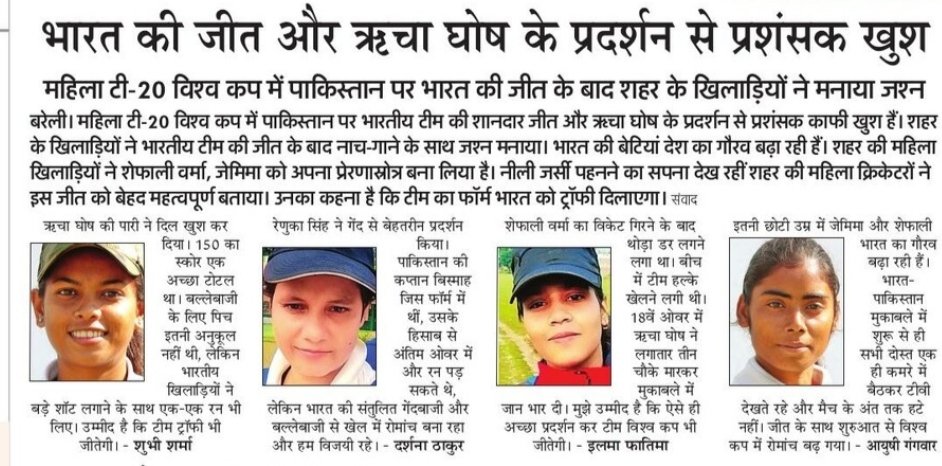 भारत की जीत और ऋचा घोष के प्रदर्शन से प्रशंसक खुश
महिला टी-20 विश्व कप में पाकिस्तान पर भारत की जीत के बाद शहर के खिलाड़ियों ने मनाया जश्न
बरेली। महिला टी-20 विश्व कप में पाकिस्तान पर भारतीय टीम की शानदार जीत और ऋचा घोष के प्रदर्शन से प्रशंसक काफी खुश हैं। शहर
के खिलाड़ियों ने भारतीय टीम की जीत के बाद नाच-गाने के साथ जश्न मनाया। भारत की बेटियां देश का गौरव बढ़ा रही हैं। शहर की महिला
खिलाड़ियों ने शेफाली वर्मा, जेमिमा को अपना प्रेरणास्रोत बना लिया है। नीली जर्सी पहनने का सपना देख रहीं शहर की महिला क्रिकेटरों ने
इस जीत को बेहद महत्वपूर्ण बताया। उनका कहना है कि टीम का फॉर्म भारत को ट्रॉफी दिलाएगा। संवाद
ऋचा घोष की पारी ने दिल खुश कर
दिया। 150 का
स्कोर एक
अच्छा टोटल
था। बल्लेबाजी
के लिए पिच
इतनी अनुकूल
नहीं थी, लेकिन
भारतीय
खिलाड़ियों ने
बड़े शॉट लगाने के साथ एक-एक रन भी
लिए। उम्मीद है कि टीम ट्रॉफी भी
जीतेगी। - शुभी शर्मा
रेणुका सिंह ने गेंद से बेहतरीन प्रदर्शन
किया।
पाकिस्तान की
कप्तान बिस्माह
जिस फॉर्म में
थीं, उसके
हिसाब से
अंतिम ओवर में
और रन पड़
सकते थे,
लेकिन भारत की संतुलित गेंदबाजी और
बल्लेबाजी से खेल में रोमांच बना रहा
और हम विजयी रहे। - दर्शना ठाकुर
शेफाली वर्मा का विकेट गिरने के बाद
थोड़ा डर लगने
लगा था। बीच
में टीम हल्के
खेलने लगी थी।
18वें ओवर में
ऋचा घोष ने
लगातार तीन
चौके मारकर
मुकाबले में
जान भार दी। मुझे उम्मीद है कि ऐसे ही
अच्छा प्रदर्शन कर टीम विश्व कप भी
जीतेगी। - इलमा फातिमा
इतनी छोटी उम्र में जेमिमा और शेफाली
भारत का गौरव
बढ़ा रही हैं।
भारत-
पाकिस्तान
मुकाबले में
शुरू से ही
सभी दोस्त एक
ही कमरे में
बैठकर टीवी
देखते रहे और मैच के अंत तक हटे
नहीं। जीत के साथ शुरुआत से विश्व
कप में रोमांच बढ़ गया। - आयुषी गंगवार